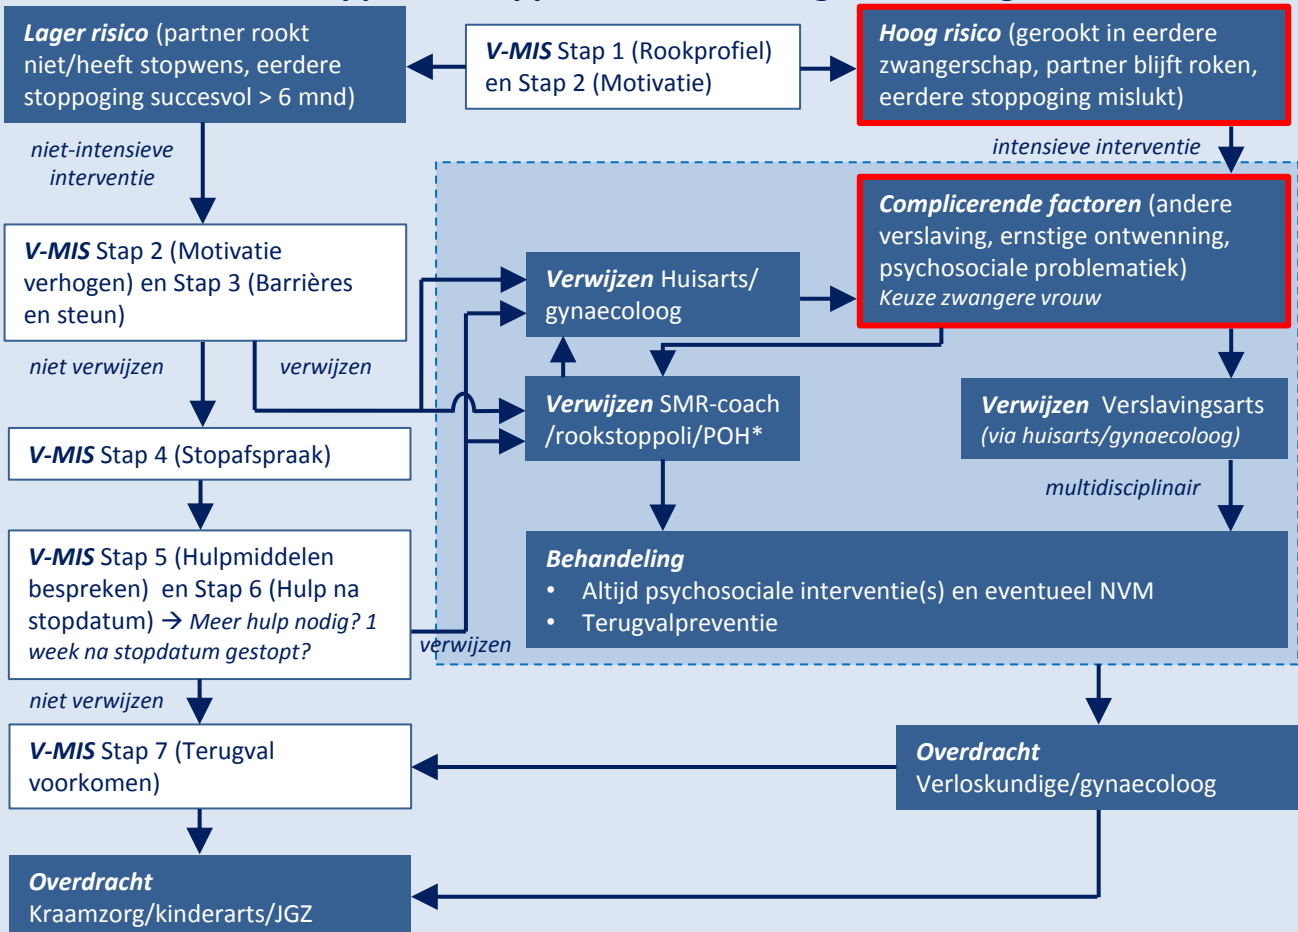 Lager risico (partner rookt
niet/heeft stopwens, eerdere
stoppoging succesvol > 6 mnd)
V-MIS Stap 1 (Rookprofiel)
en Stap 2 (Motivatie)
Hoog risico (gerookt in eerdere
zwangerschap, partner blijft roken,
eerdere stoppoging mislukt)
niet-intensieve
interventie
intensieve interventie
V-MIS Stap 2 (Motivatie
verhogen) en Stap 3 (Barrières
en steun)
Verwijzen Huisarts/
gynaecoloog
Complicerende factoren (andere
verslaving, ernstige ontwenning,
psychosociale problematiek)
Keuze zwangere vrouw
niet verwijzen
verwijzen
Verwijzen SMR-coach
/rookstoppoli/POH*
Verwijzen Verslavingsarts
(via huisarts/gynaecoloog)
V-MIS Stap 4 (Stopafspraak)
multidisciplinair
V-MIS Stap 5 (Hulpmiddelen
bespreken) en Stap 6 (Hulp na
stopdatum) → Meer hulp nodig? 1
week na stopdatum gestopt?
verwijzen
Behandeling
• Altijd psychosociale interventie(s) en eventueel NVM
• Terugvalpreventie
niet verwijzen
V-MIS Stap 7 (Terugval
voorkomen)
Overdracht
Verloskundige/gynaecoloog
Overdracht
Kraamzorg/kinderarts/JGZ